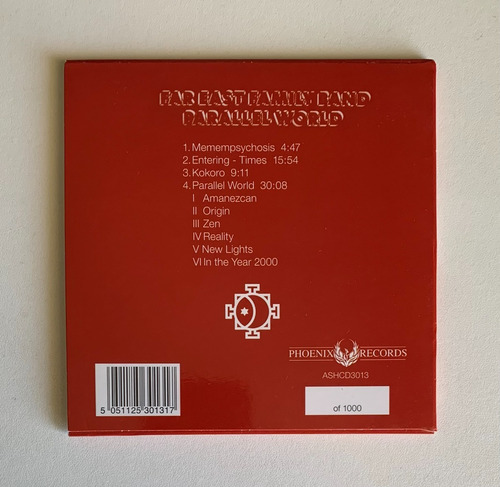 FAR EAST FAMILY BAND
PARALLEL WORLD
1. Memempsychosis 4:47
2. Entering - Times 15:54
3. Kokoro 9:11
4. Parallel World 30:08
I Amanezcan
II Origin
III Zen
IV Reality
V New Lights
VI In the Year 2000
PHOENIX RECORDS
ASHCD3013
of 1000
5 051125 301317